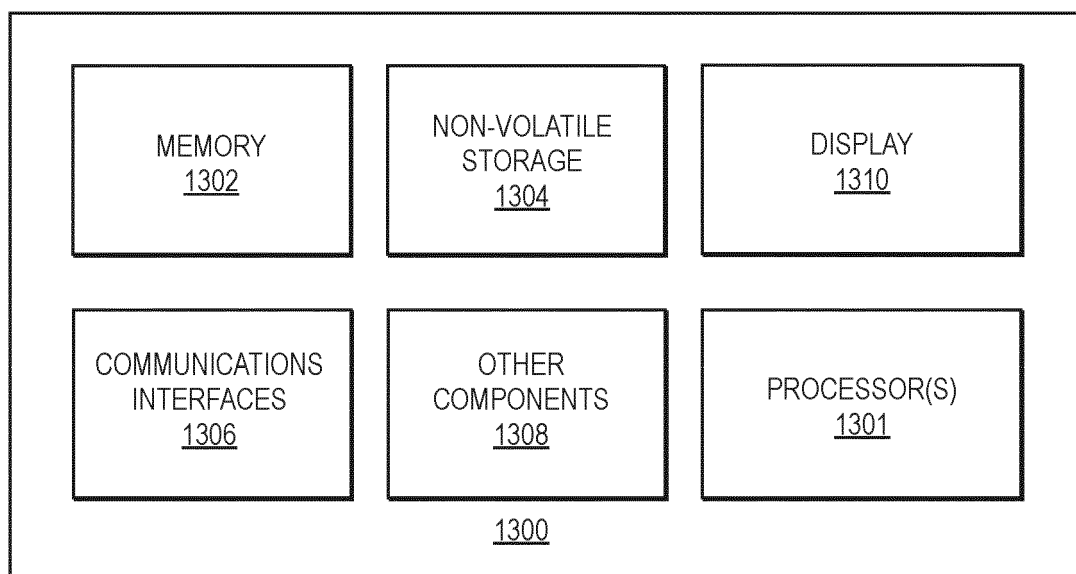 MEMORY
1302
NON-VOLATILE
STORAGE
1304
DISPLAY
1310
COMMUNICATIONS
INTERFACES
1306
OTHER
COMPONENTS
1308
PROCESSOR(S)
1301
1300